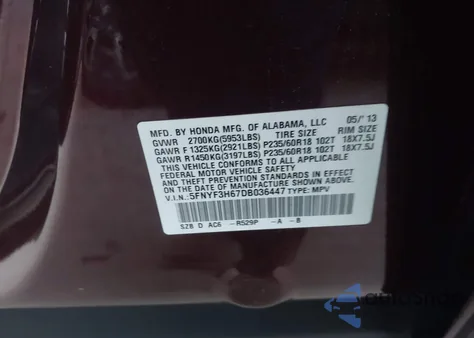 MFD. BY HONDA MFG. OF ALABAMA, LLC 05/'13
GVWR 2700KG(5953LBS) TIRE SIZE RIM SIZE
GAWR F 1325KG(2921LBS) P235/60R18 102T 18X7.5J
GAWR R1450KG(3197LBS) P235/60R18 102T 18X7.5J
THIS VEHICLE CONFORMS TO ALL APPLICABLE
FEDERAL MOTOR VEHICLE SAFETY AND THEFT
PREVENTION STANDARDS IN EFFECT ON THE DATE
OF MANUFACTURE SHOWN ABOVE.
V.I.N.:5FNYF3H67DB036447 TYPE: MPV
SZB D AC6 -R529P -A -B